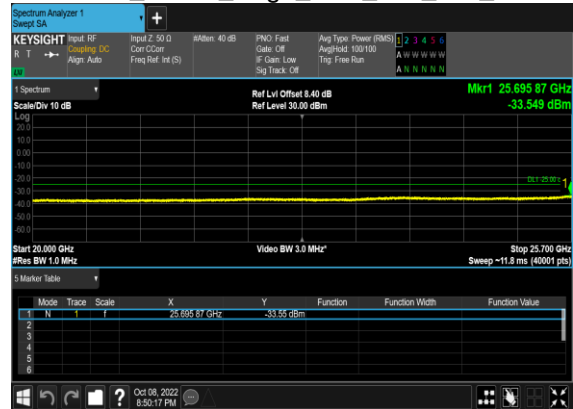 Spectrum Analyzer 1
Swept SA
+
KEYSIGHT Input: RF Input Z: 50 Ω #Atten: 40 dB PNO: Fast Avg Type: Power (RMS) 1 2 3 4 5 6
R T Coupling: DC Corr CCorr Gate: Off Avg|Hold: 100/100 A W W W W W
Align: Auto Freq Ref: Int (S) IF Gain: Low Trig: Free Run
LW Sig Track: Off A N N N N N
1 Spectrum Ref Lvl Offset 8.40 dB Mkr1 25.695 87 GHz
Scale/Div 10 dB Ref Level 30.00 dBm -33.549 dBm
Log
20.0
10.0
0.00
-10.0
-20.0
DL1 -25.00
1
-30.0
-40.0
-50.0
-60.0
Start 20.000 GHz Video BW 3.0 MHz* Stop 25.700 GHz
#Res BW 1.0 MHz Sweep ~11.8 ms (40001 pts)
5 Marker Table
Mode Trace Scale X Y Function Function Width Function Value
1 N 1 f 25.695 87 GHz -33.55 dBm
2
3
4
5
6
? Oct 08, 2022
8:50:17 PM